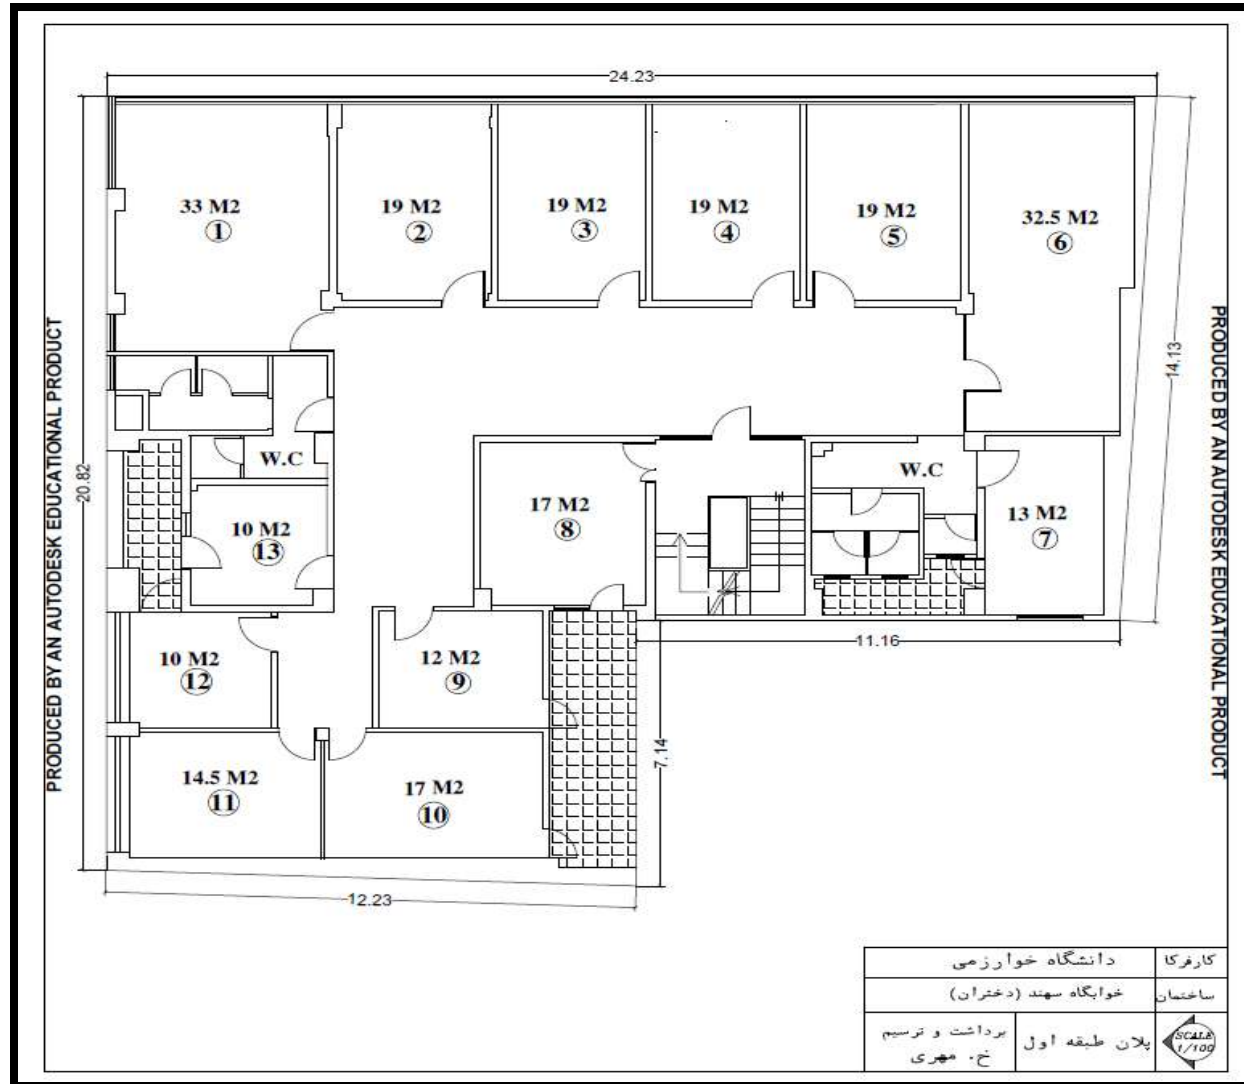 24.23
33 M2
1
19 M2
2
19 M2
3
19 M2
4
19 M2
5
32.5 M2
6
PRODUCED BY AN AUTODESK EDUCATIONAL PRODUCT
20.82
14.13
PRODUCED BY AN AUTODESK EDUCATIONAL PRODUCT
W.C
10 M2
13
17 M2
8
W.C
13 M2
7
11.16
10 M2
12
12 M2
9
7.14
14.5 M2
11
17 M2
10
12.23
کارفرکا دانشگاه خوارزمی
ساختمان خوابگاه سهند (دختران)
SCALE
1/100
پلان طبقه اول
برداشت و ترسیم
خ. مهری